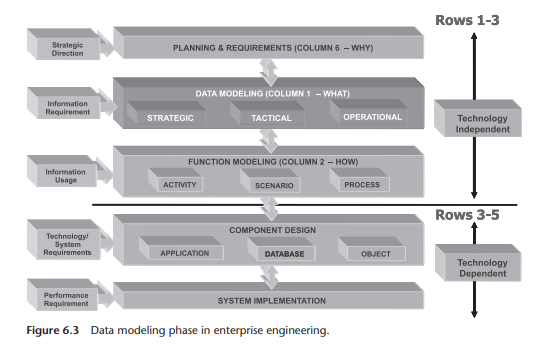 Rows 1-3
Strategic
Direction
PLANNING & REQUIREMENTS (COLUMN 6 – WHY)
DATA MODELING (COLUMN 1 – WHAT)
Information
Requirement
STRATEGIC
TACTICAL
OPERATIONAL
Technology
Independent
FUNCTION MODELING (COLUMN 2 – HOW)
Information
Usage
ACTIVITY
SCENARIO
PROCESS
Rows 3-5
COMPONENT DESIGN
Technology/
System
Requirements
APPLICATION
DATABASE
OBJECT
Technology
Dependent
Performance
Requirement
SYSTEM IMPLEMENTATION
Figure 6.3 Data modeling phase in enterprise engineering.